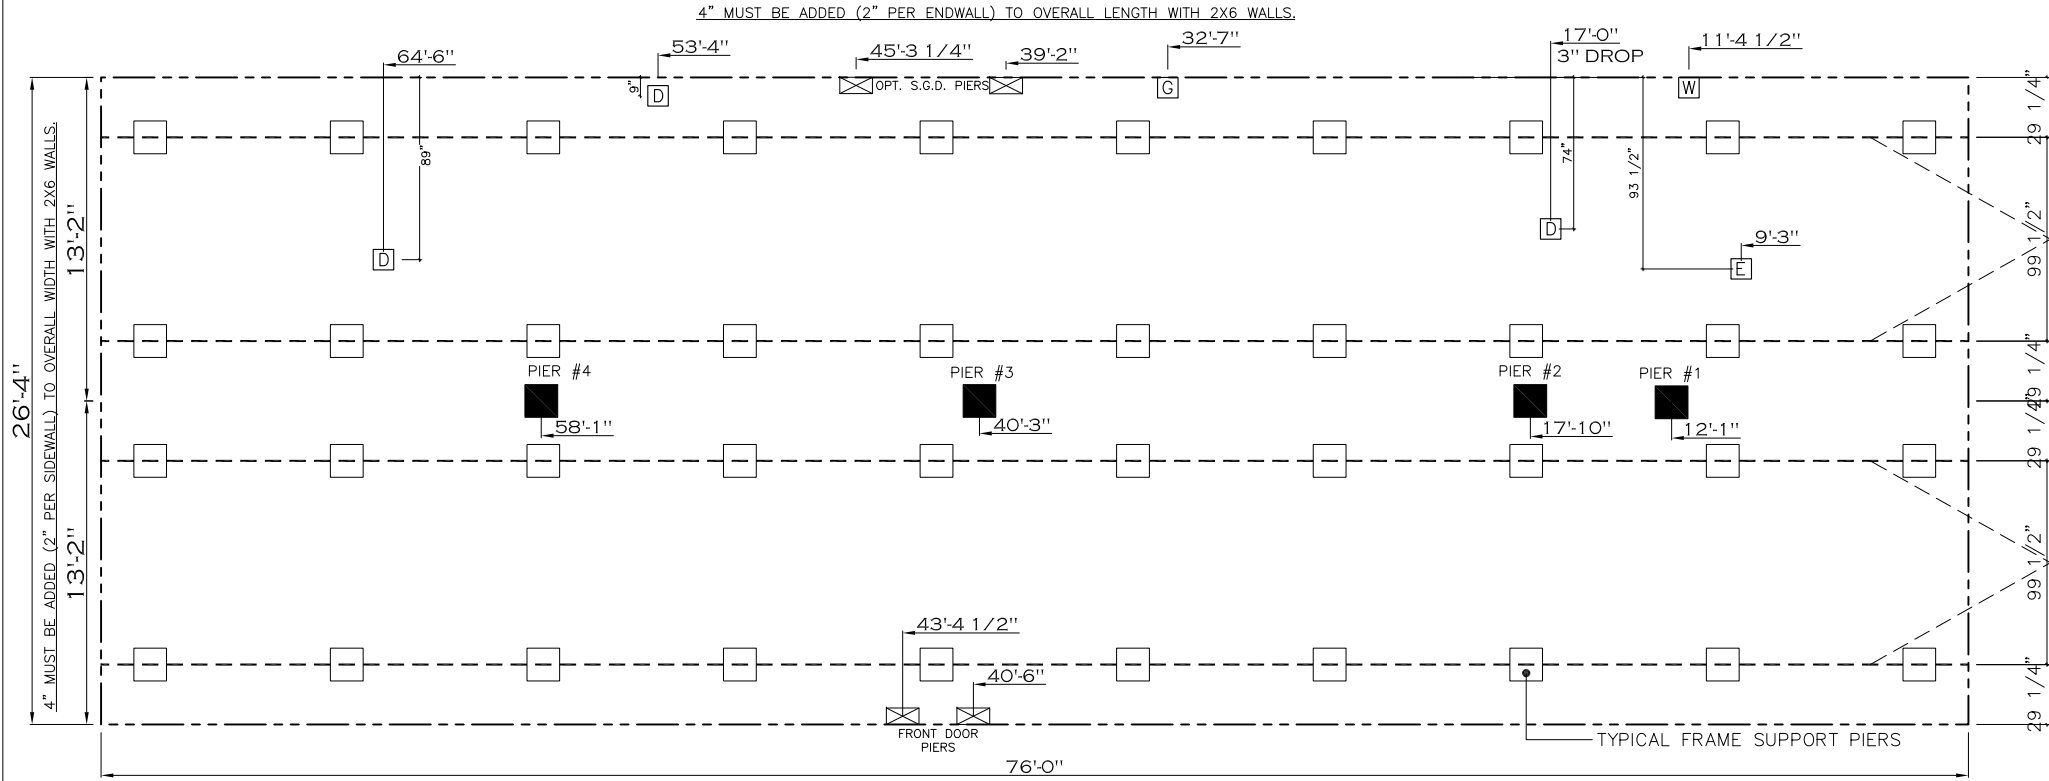 4" MUST BE ADDED (2" PER ENDWALL) TO OVERALL LENGTH WITH 2X6 WALLS.
64'-6"
53'-4"
45'-3 1/4"
39'-2"
32'-7"
17'-0"
3" DROP
11'-4 1/2"
9"
D
OPT. S.G.D. PIERS
G
W
29 1/4"
89"
74"
93 1/2"
4" MUST BE ADDED (2" PER SIDEWALL) TO OVERALL WIDTH WITH 2X6 WALLS.
13'-2"
26'-4"
D
D
9'-3"
E
99 1/2"
29 1/4"
PIER #4
PIER #3
PIER #2
PIER #1
58'-1"
40'-3"
17'-10"
12'-1"
29 1/4"
29
13'-2"
99 1/2"
43'-4 1/2"
40'-6"
29 1/4"
FRONT DOOR
PIERS
TYPICAL FRAME SUPPORT PIERS
76'-0"